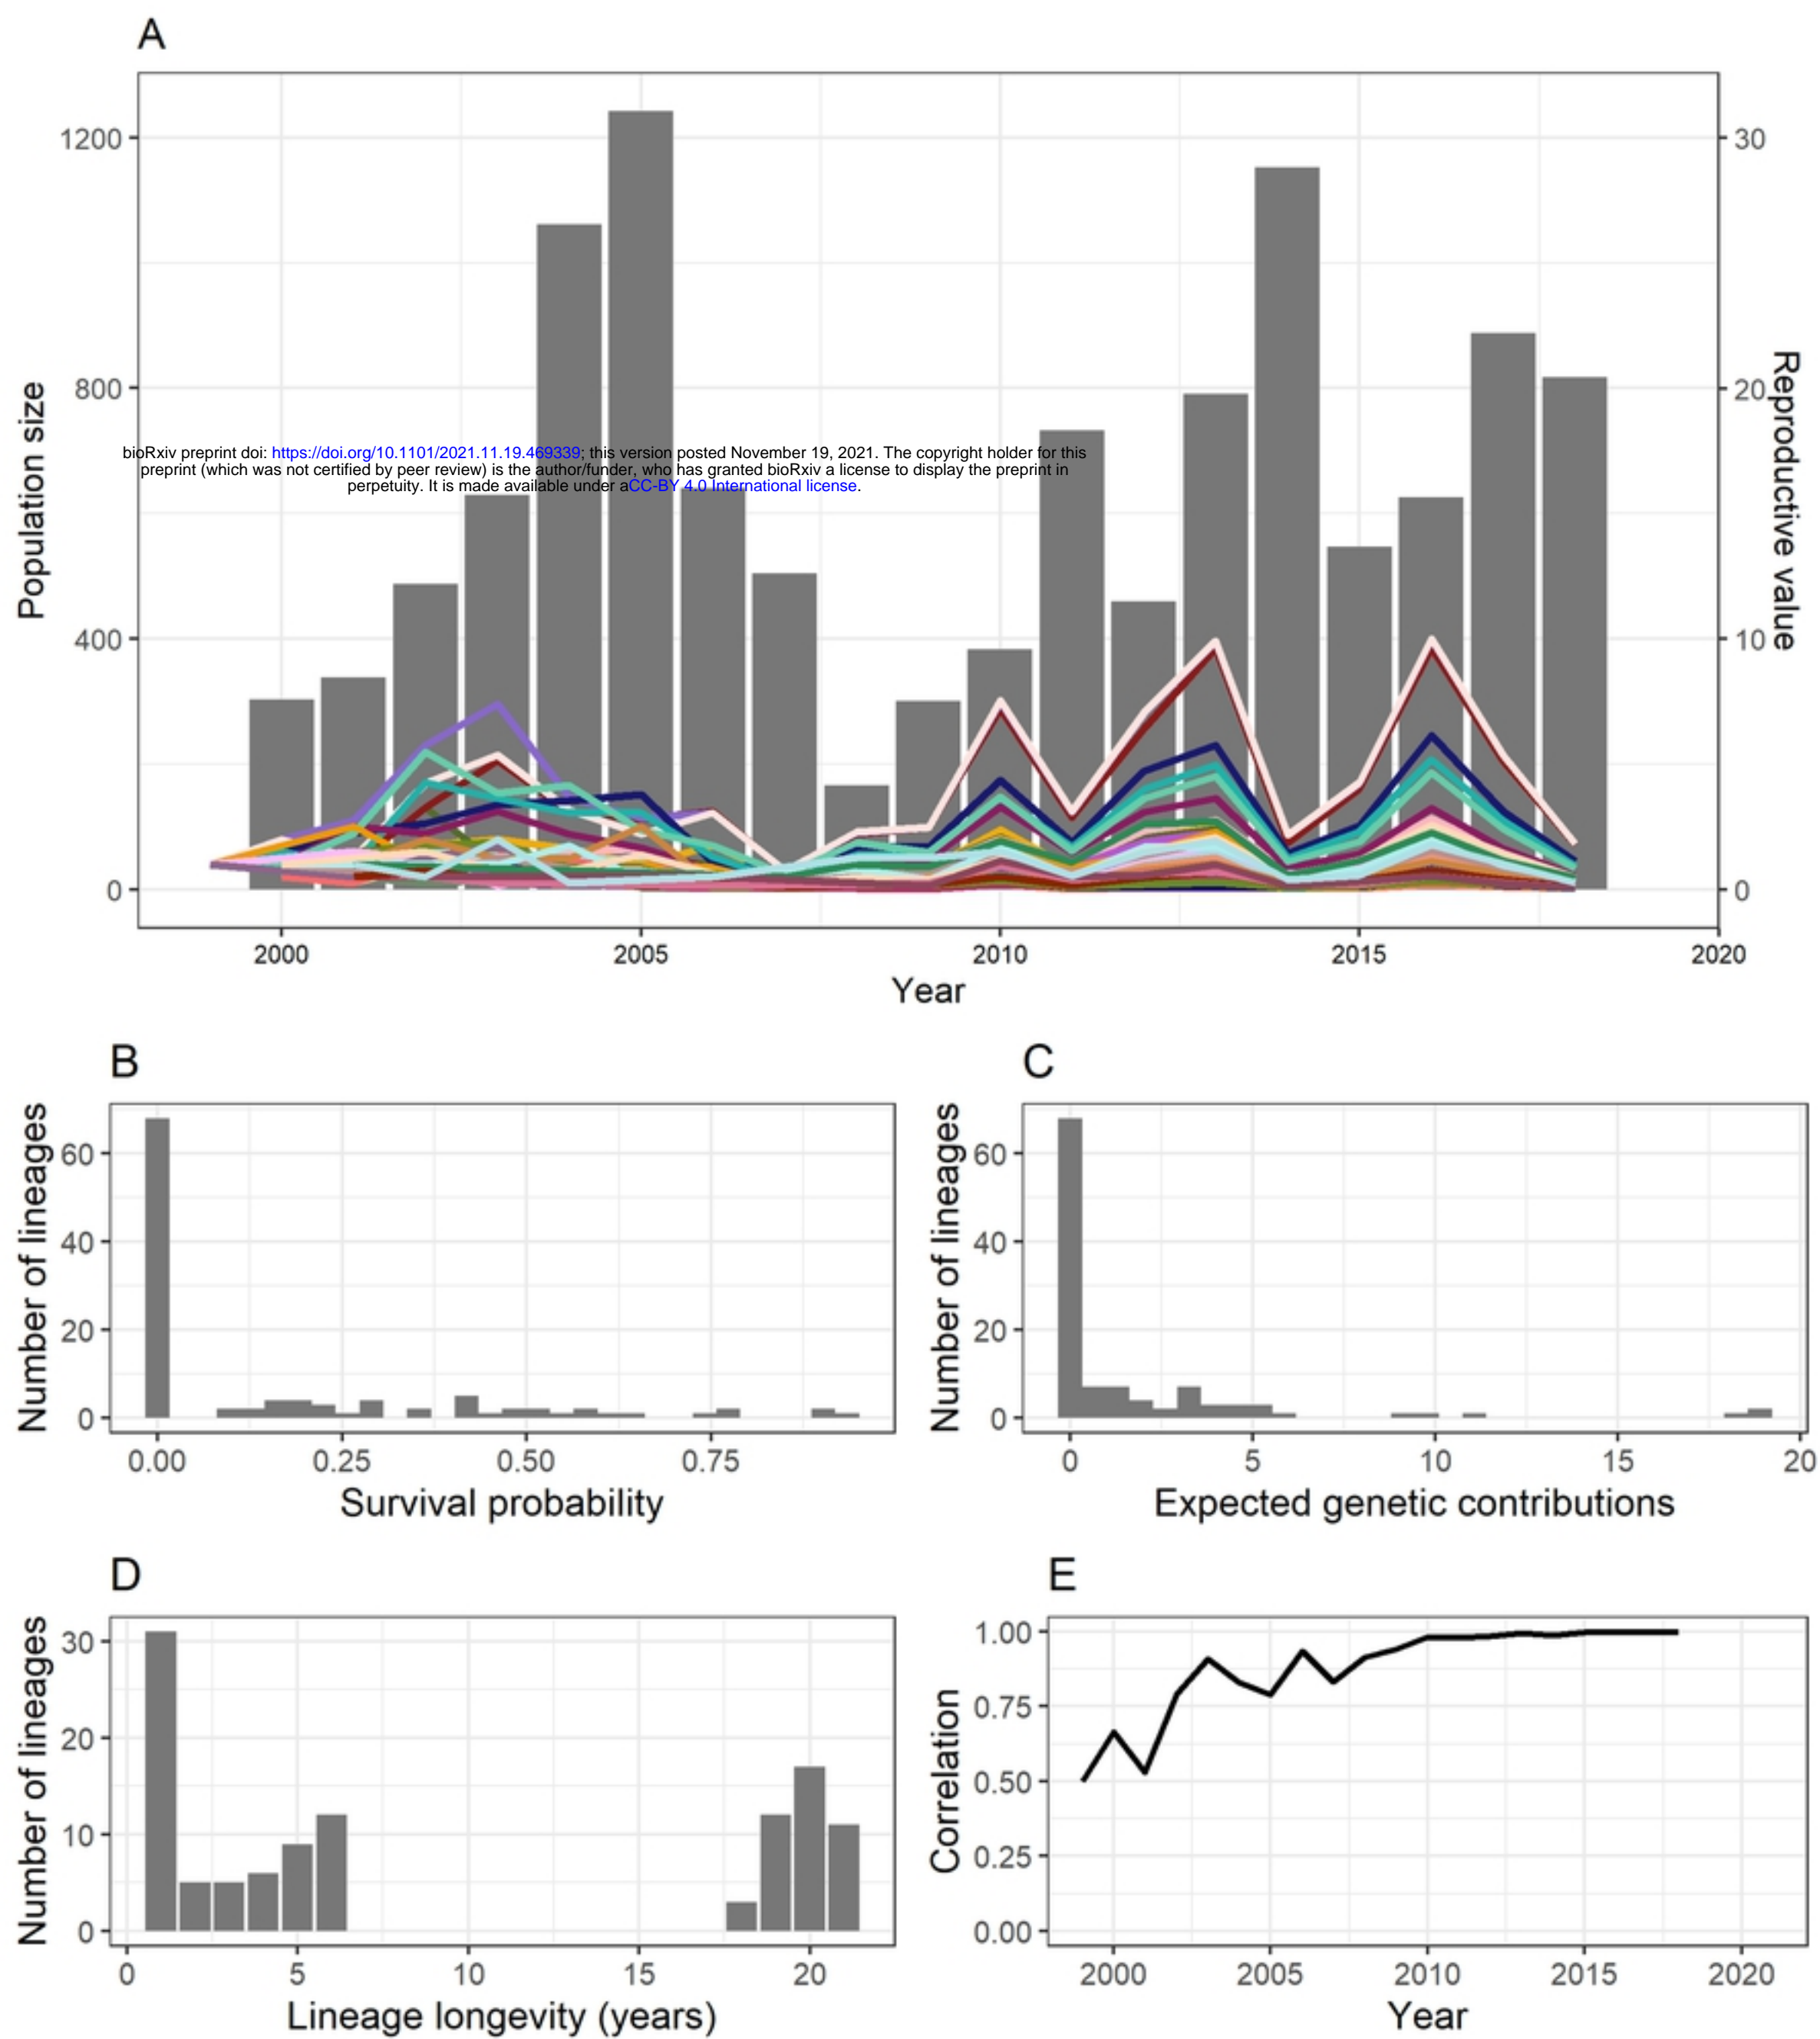 A
1200
800
400
0
30
20
10
0
Population size
Reproductive value
bioRxiv preprint doi: https://doi.org/10.1101/2021.11.19.469339; this version posted November 19, 2021. The copyright holder for this
preprint (which was not certified by peer review) is the author/funder, who has granted bioRxiv a license to display the preprint in
perpetuity. It is made available under aCC-BY 4.0 International license.
2000 2005 2010 2015 2020
Year
B
Number of lineages
60
40
20
0
0.00 0.25 0.50 0.75
Survival probability
C
Number of lineages
60
40
20
0
0 5 10 15 20
Expected genetic contributions
D
Number of lineages
30
20
10
0
0 5 10 15 20
Lineage longevity (years)
E
Correlation
1.00
0.75
0.50
0.25
0.00
2000 2005 2010 2015 2020
Year